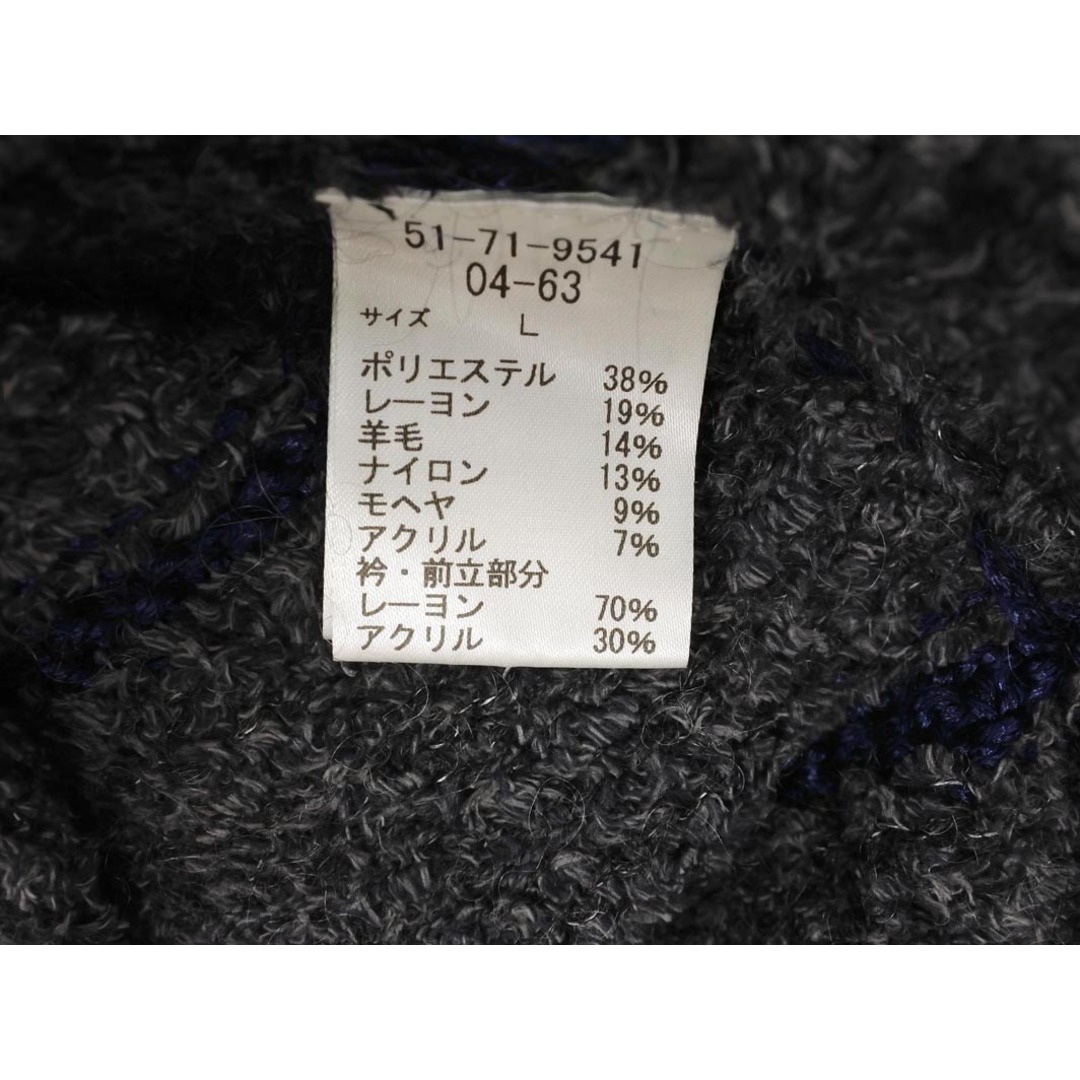 51-71-9541
04-63
サイズ L
ポリエステル 38%
レーヨン 19%
羊毛 14%
ナイロン 13%
モヘヤ 9%
アクリル 7%
衿・前立部分
レーヨン 70%
アクリル 30%